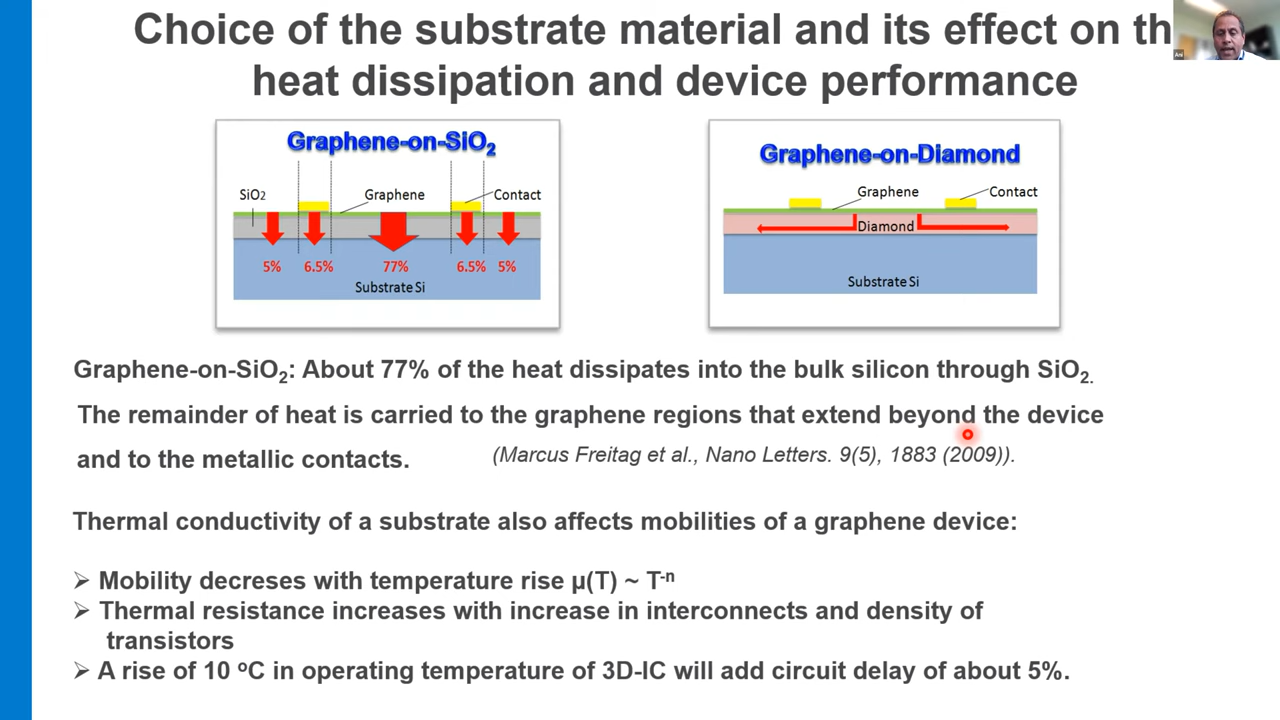 Choice of the substrate material and its effect on th
heat dissipation and device performance
Ani
Graphene-on-SiO2
SiO2
Graphene
Contact
5%
6.5%
77%
6.5%
5%
Substrate Si
Graphene-on-Diamond
Graphene
Contact
Diamond
Substrate Si
Graphene-on-SiO2: About 77% of the heat dissipates into the bulk silicon through SiO2.
The remainder of heat is carried to the graphene regions that extend beyond the device
and to the metallic contacts.
(Marcus Freitag et al., Nano Letters. 9(5), 1883 (2009)).
Thermal conductivity of a substrate also affects mobilities of a graphene device:
➢ Mobility decreses with temperature rise µ(T) ~ T-n
➢ Thermal resistance increases with increase in interconnects and density of
transistors
➢ A rise of 10 oC in operating temperature of 3D-IC will add circuit delay of about 5%.